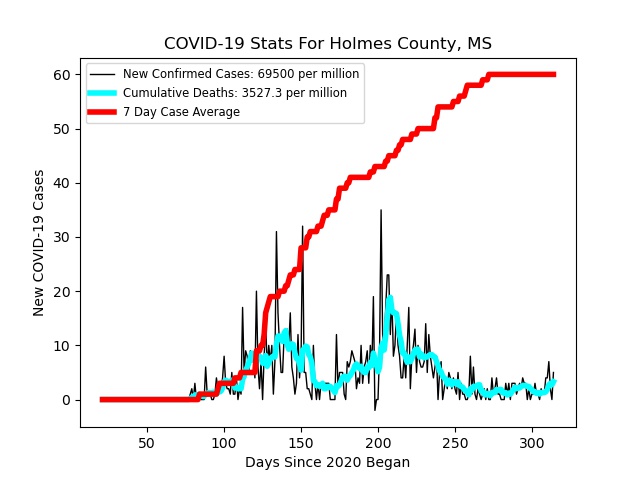 COVID-19 Stats For Holmes County, MS
New Confirmed Cases: 69500 per million
Cumulative Deaths: 3527.3 per million
7 Day Case Average
New COVID-19 Cases
60
50
40
30
20
10
0
50 100 150 200 250 300
Days Since 2020 Began